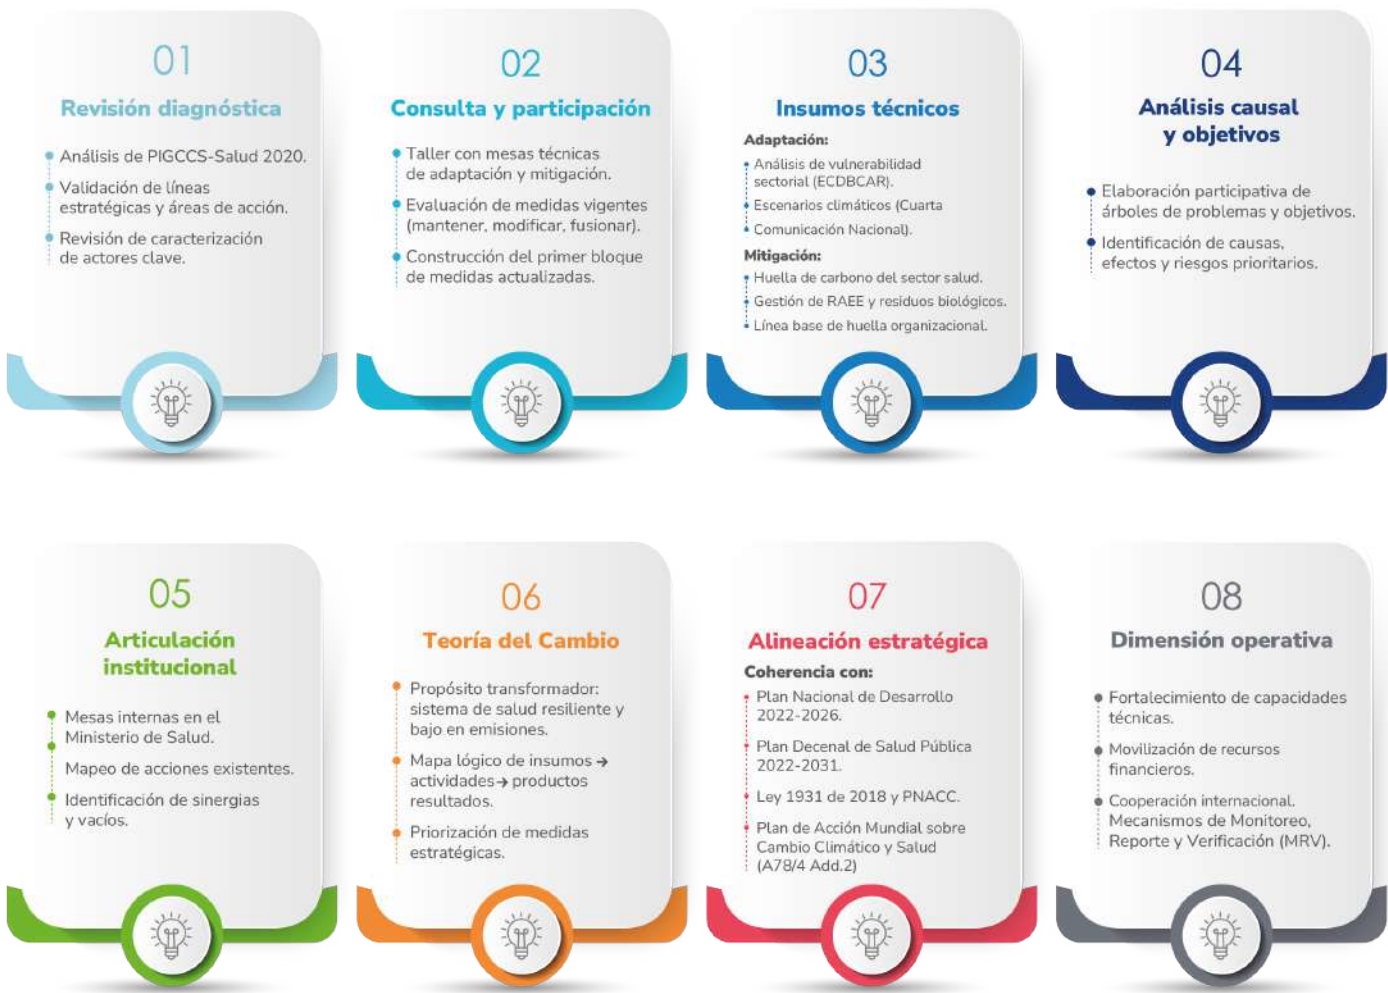 01
Revisión diagnóstica
Análisis de PIGCCS-Salud 2020.
Validación de líneas
estratégicas y áreas de acción.
Revisión de caracterización
de actores clave.
02
Consulta y participación
Taller con mesas técnicas
de adaptación y mitigación.
Evaluación de medidas vigentes
(mantener, modificar, fusionar).
Construcción del primer bloque
de medidas actualizadas.
03
Insumos técnicos
Adaptación:
Análisis de vulnerabilidad
sectorial (ECDBCAR).
Escenarios climáticos (Cuarta
Comunicación Nacional).
Mitigación:
Huella de carbono del sector salud.
Gestión de RAEE y residuos biológicos.
Línea base de huella organizacional.
04
Análisis causal
y objetivos
Elaboración participativa de
árboles de problemas y objetivos.
Identificación de causas,
efectos y riesgos prioritarios.
05
Articulación
institucional
Mesas internas en el
Ministerio de Salud.
Mapeo de acciones existentes.
Identificación de sinergias
y vacíos.
06
Teoría del Cambio
Propósito transformador:
sistema de salud resiliente y
bajo en emisiones.
Mapa lógico de insumos →
actividades → productos
resultados.
Priorización de medidas
estratégicas.
07
Alineación estratégica
Coherencia con:
Plan Nacional de Desarrollo
2022-2026.
Plan Decenal de Salud Pública
2022-2031.
Ley 1931 de 2018 y PNACC.
Plan de Acción Mundial sobre
Cambio Climático y Salud
(A78/4 Add.2)
08
Dimensión operativa
Fortalecimiento de capacidades
técnicas.
Movilización de recursos
financieros.
Cooperación internacional.
Mecanismos de Monitoreo,
Reporte y Verificación (MRV).